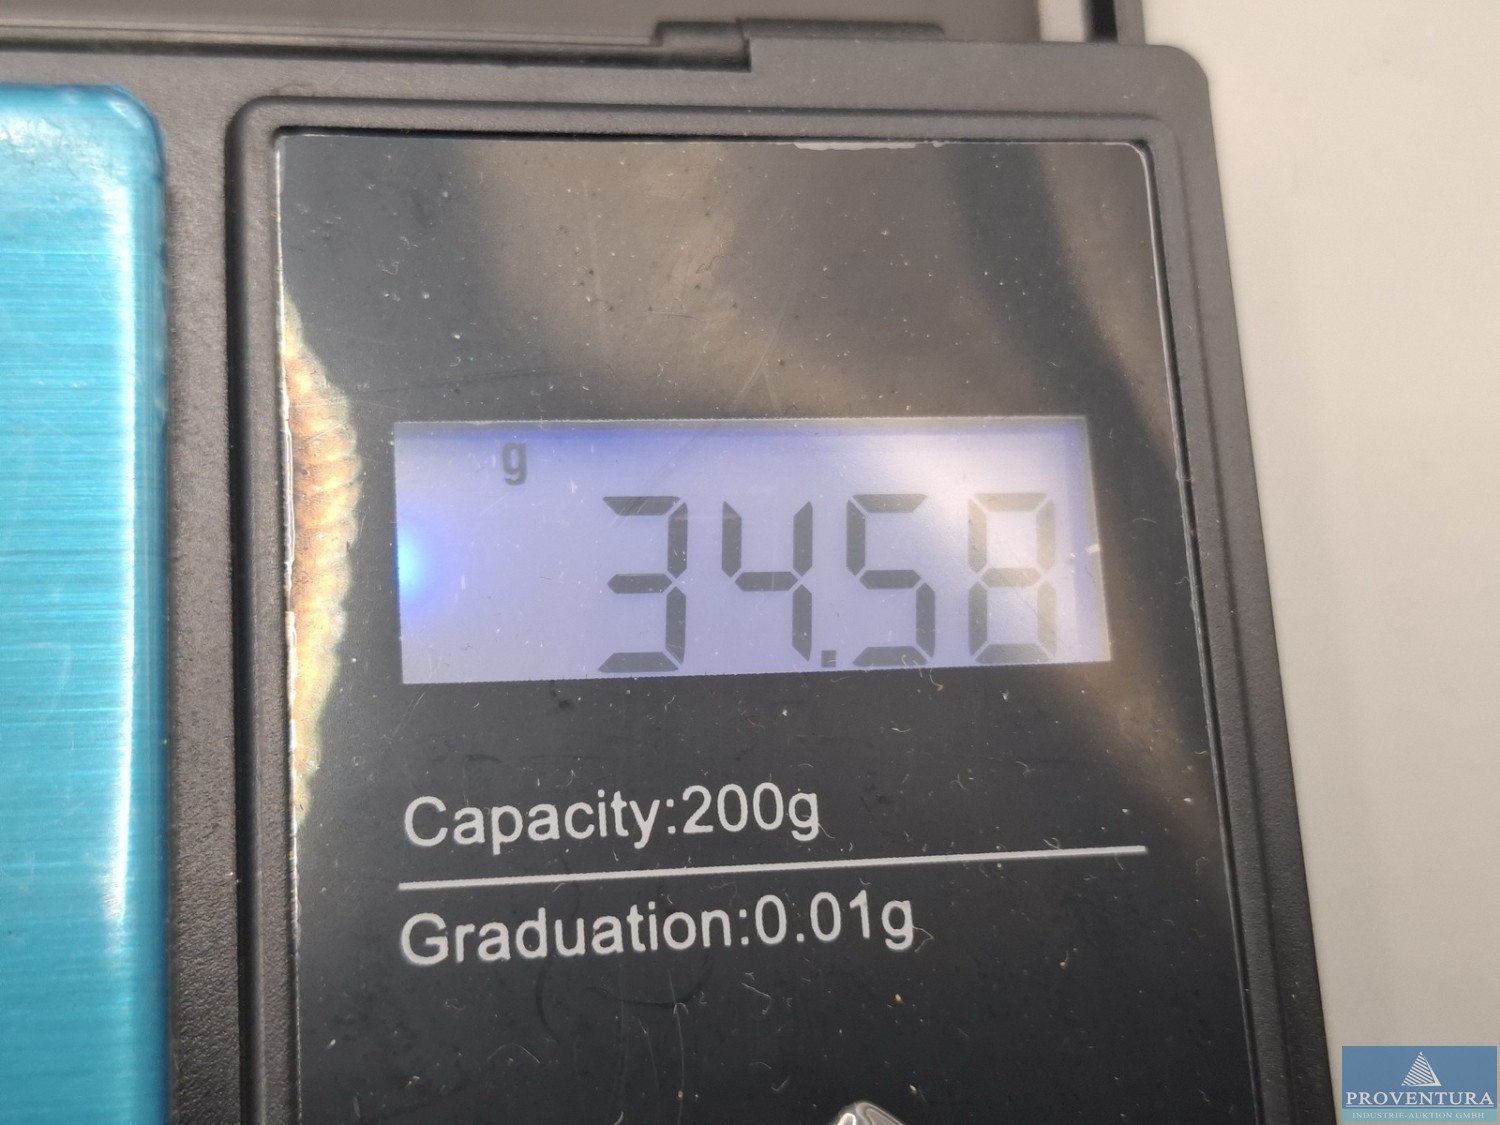 g
34.58
Capacity:200g
Graduation:0.01g
PROVENTURA
INDUSTRIE-AUKTION GMBH